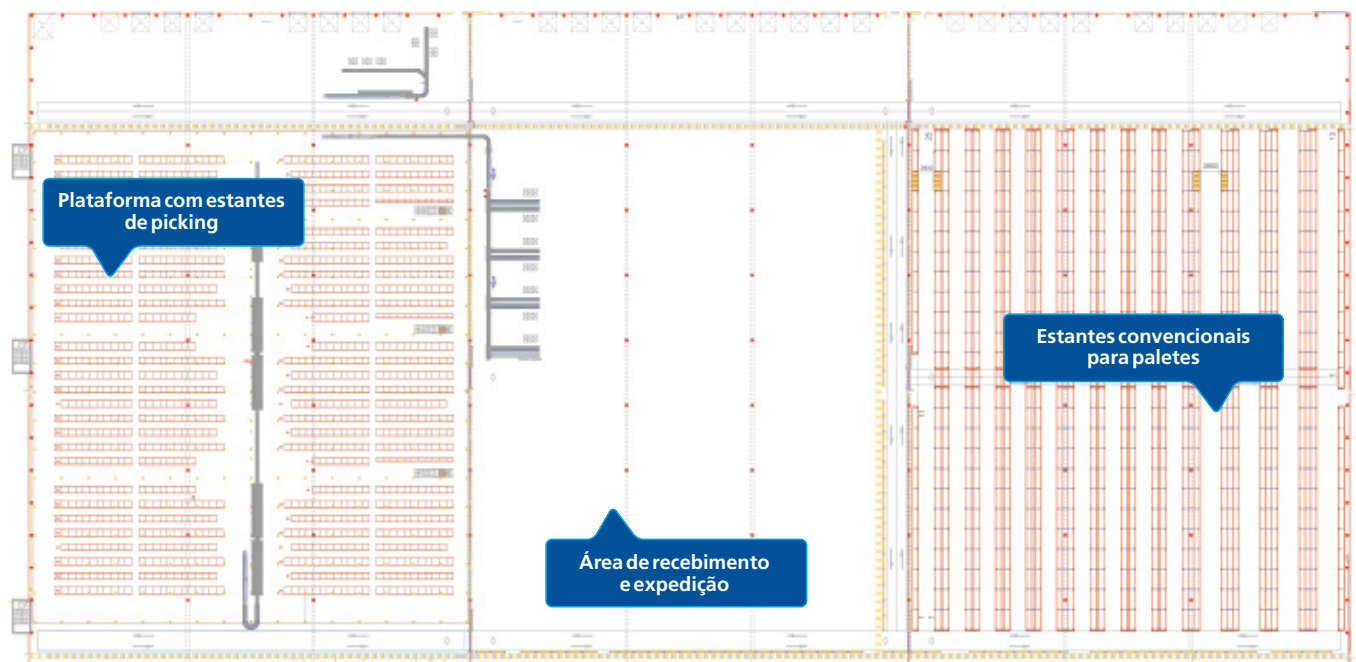 Plataforma com estantes
de picking
Estantes convencionais
para paletes
Área de recebimento
e expedição